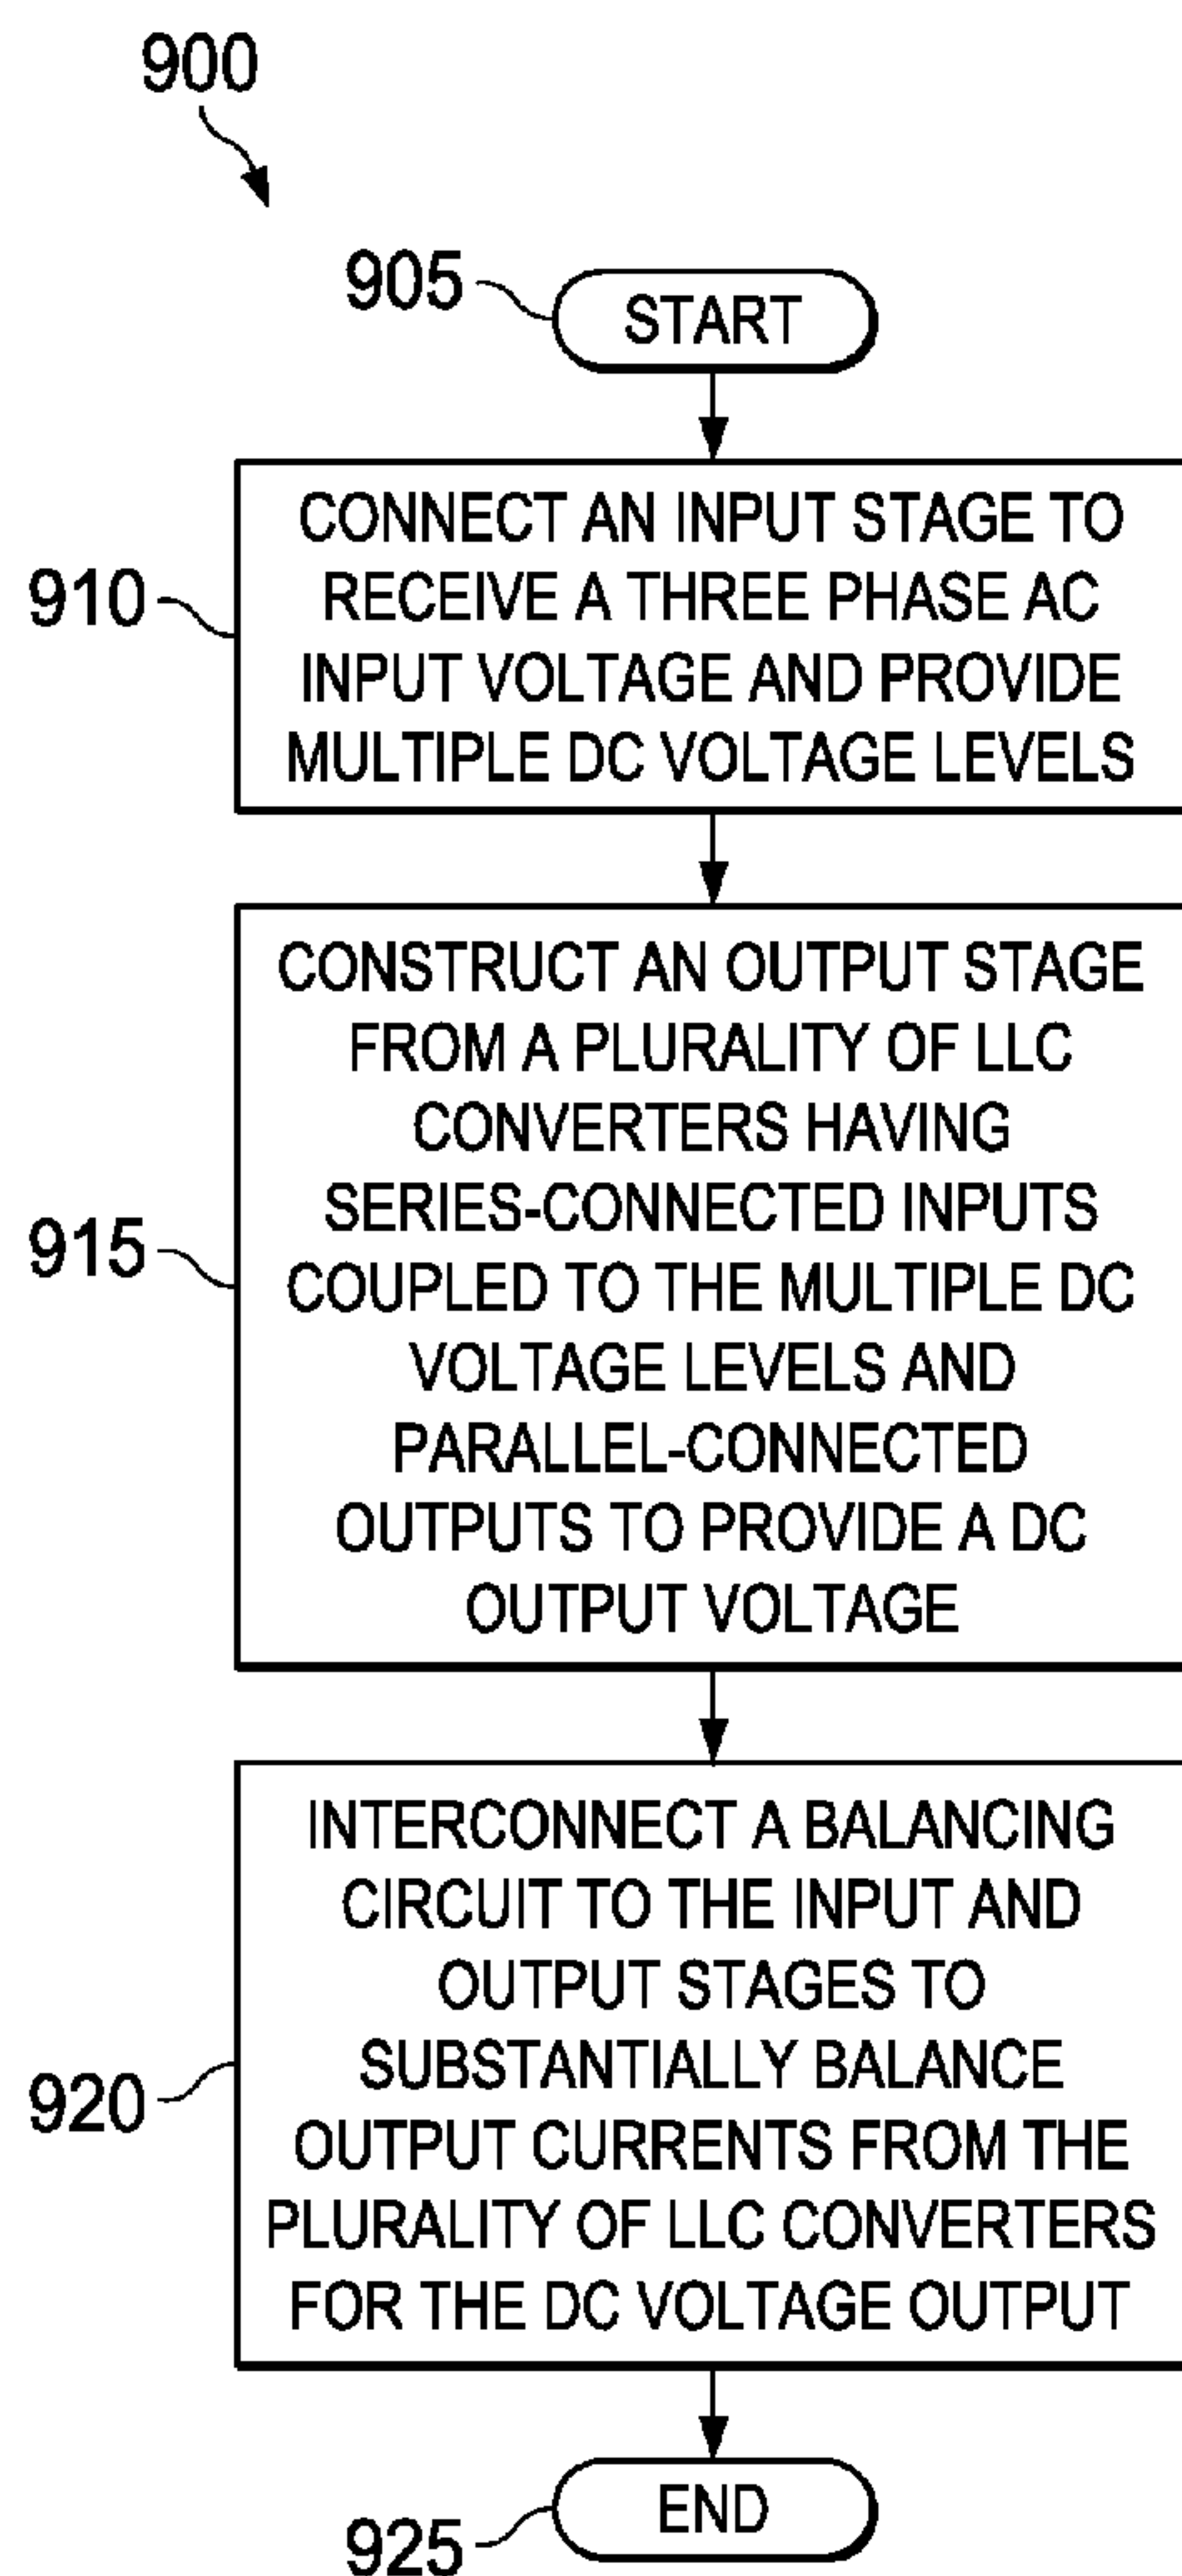 900
905
START
910
CONNECT AN INPUT STAGE TO
RECEIVE A THREE PHASE AC
INPUT VOLTAGE AND PROVIDE
MULTIPLE DC VOLTAGE LEVELS
915
CONSTRUCT AN OUTPUT STAGE
FROM A PLURALITY OF LLC
CONVERTERS HAVING
SERIES-CONNECTED INPUTS
COUPLED TO THE MULTIPLE DC
VOLTAGE LEVELS AND
PARALLEL-CONNECTED
OUTPUTS TO PROVIDE A DC
OUTPUT VOLTAGE
920
INTERCONNECT A BALANCING
CIRCUIT TO THE INPUT AND
OUTPUT STAGES TO
SUBSTANTIALLY BALANCE
OUTPUT CURRENTS FROM THE
PLURALITY OF LLC CONVERTERS
FOR THE DC VOLTAGE OUTPUT
925
END